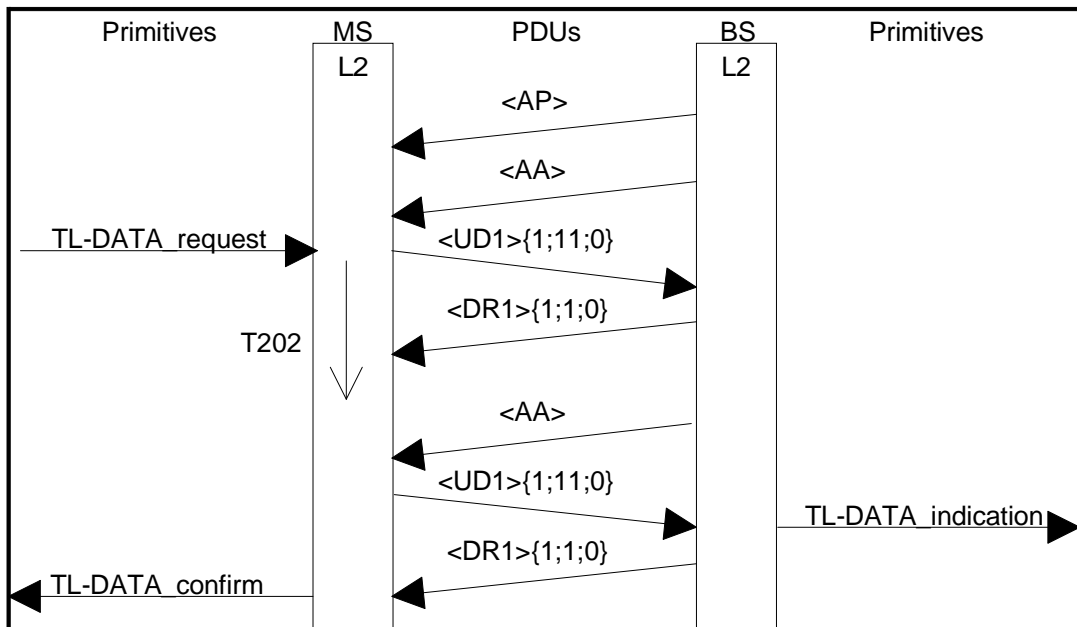 Primitives MS PDUs BS Primitives
L2 L2
<AP>
<AA>
TL-DATA_request <UD1>{1;11;0}
<DR1>{1;1;0}
T202
<AA>
<UD1>{1;11;0}
TL-DATA_indication
<DR1>{1;1;0}
TL-DATA_confirm